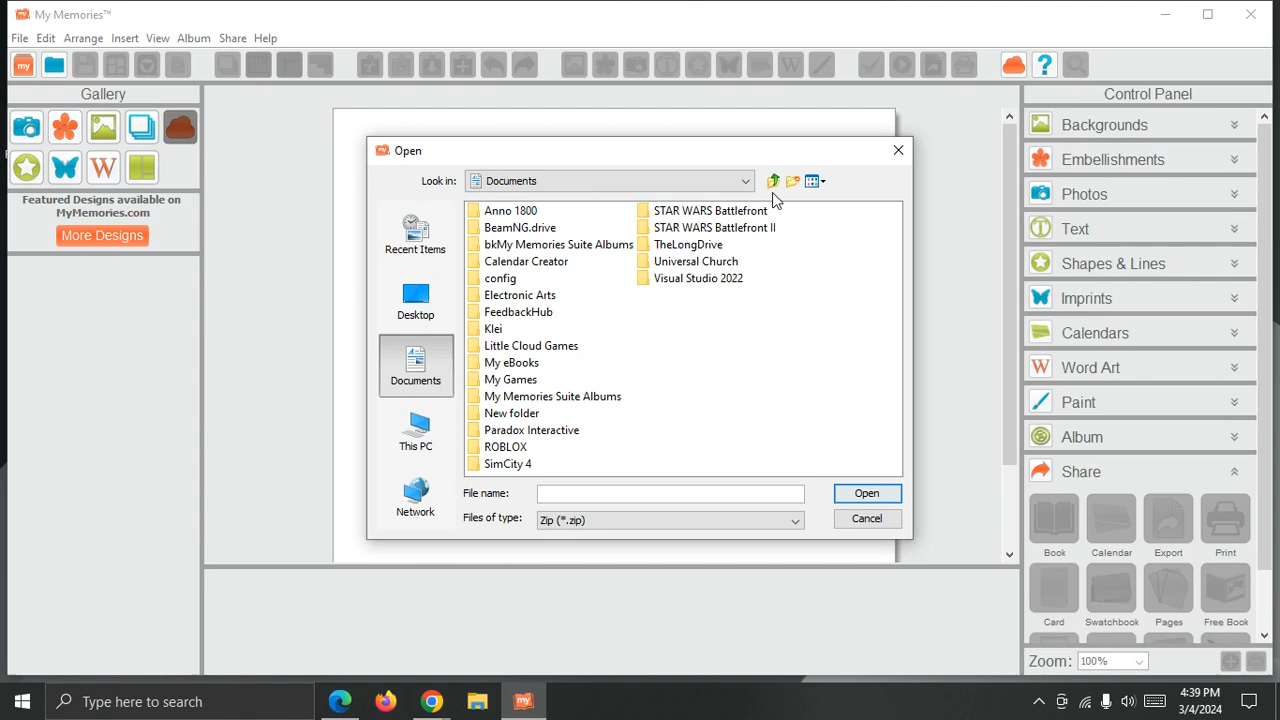 My Memories™
File Edit Arrange Insert View Album Share Help
my
W
?
Gallery
Featured Designs available on
MyMemories.com
More Designs
Open
Look in:
Documents
Recent Items
Desktop
Documents
This PC
Network
Anno 1800
BeamNG.drive
bkMy Memories Suite Albums
Calendar Creator
config
Electronic Arts
FeedbackHub
Klei
Little Cloud Games
My eBooks
My Games
My Memories Suite Albums
New folder
Paradox Interactive
ROBLOX
SimCity 4
STAR WARS Battlefront
STAR WARS Battlefront II
TheLongDrive
Universal Church
Visual Studio 2022
File name:
Open
Files of type:
Zip (*.zip)
Cancel
Control Panel
Backgrounds
Embellishments
Photos
Text
Shapes & Lines
Imprints
Calendars
Word Art
Paint
Album
Share
Book Calendar Export Print
Card Swatchbook Pages Free Book
Zoom: 100%
Type here to search
my
4:39 PM
3/4/2024